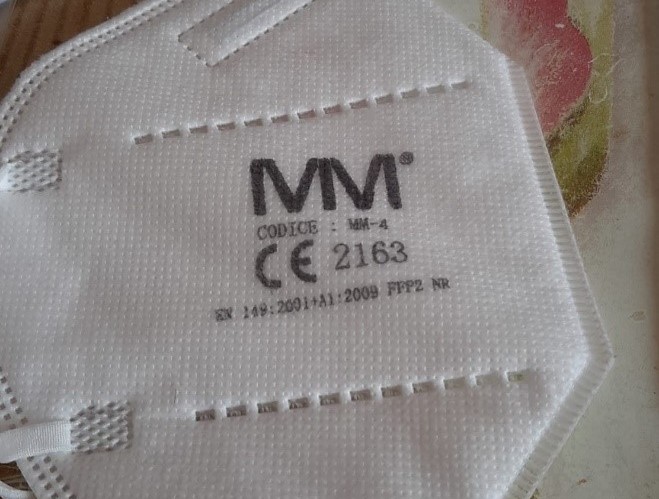 MM®
CODICE : MM-4
CE 2163
EN 149:2001+A1:2009 FFP2 NR